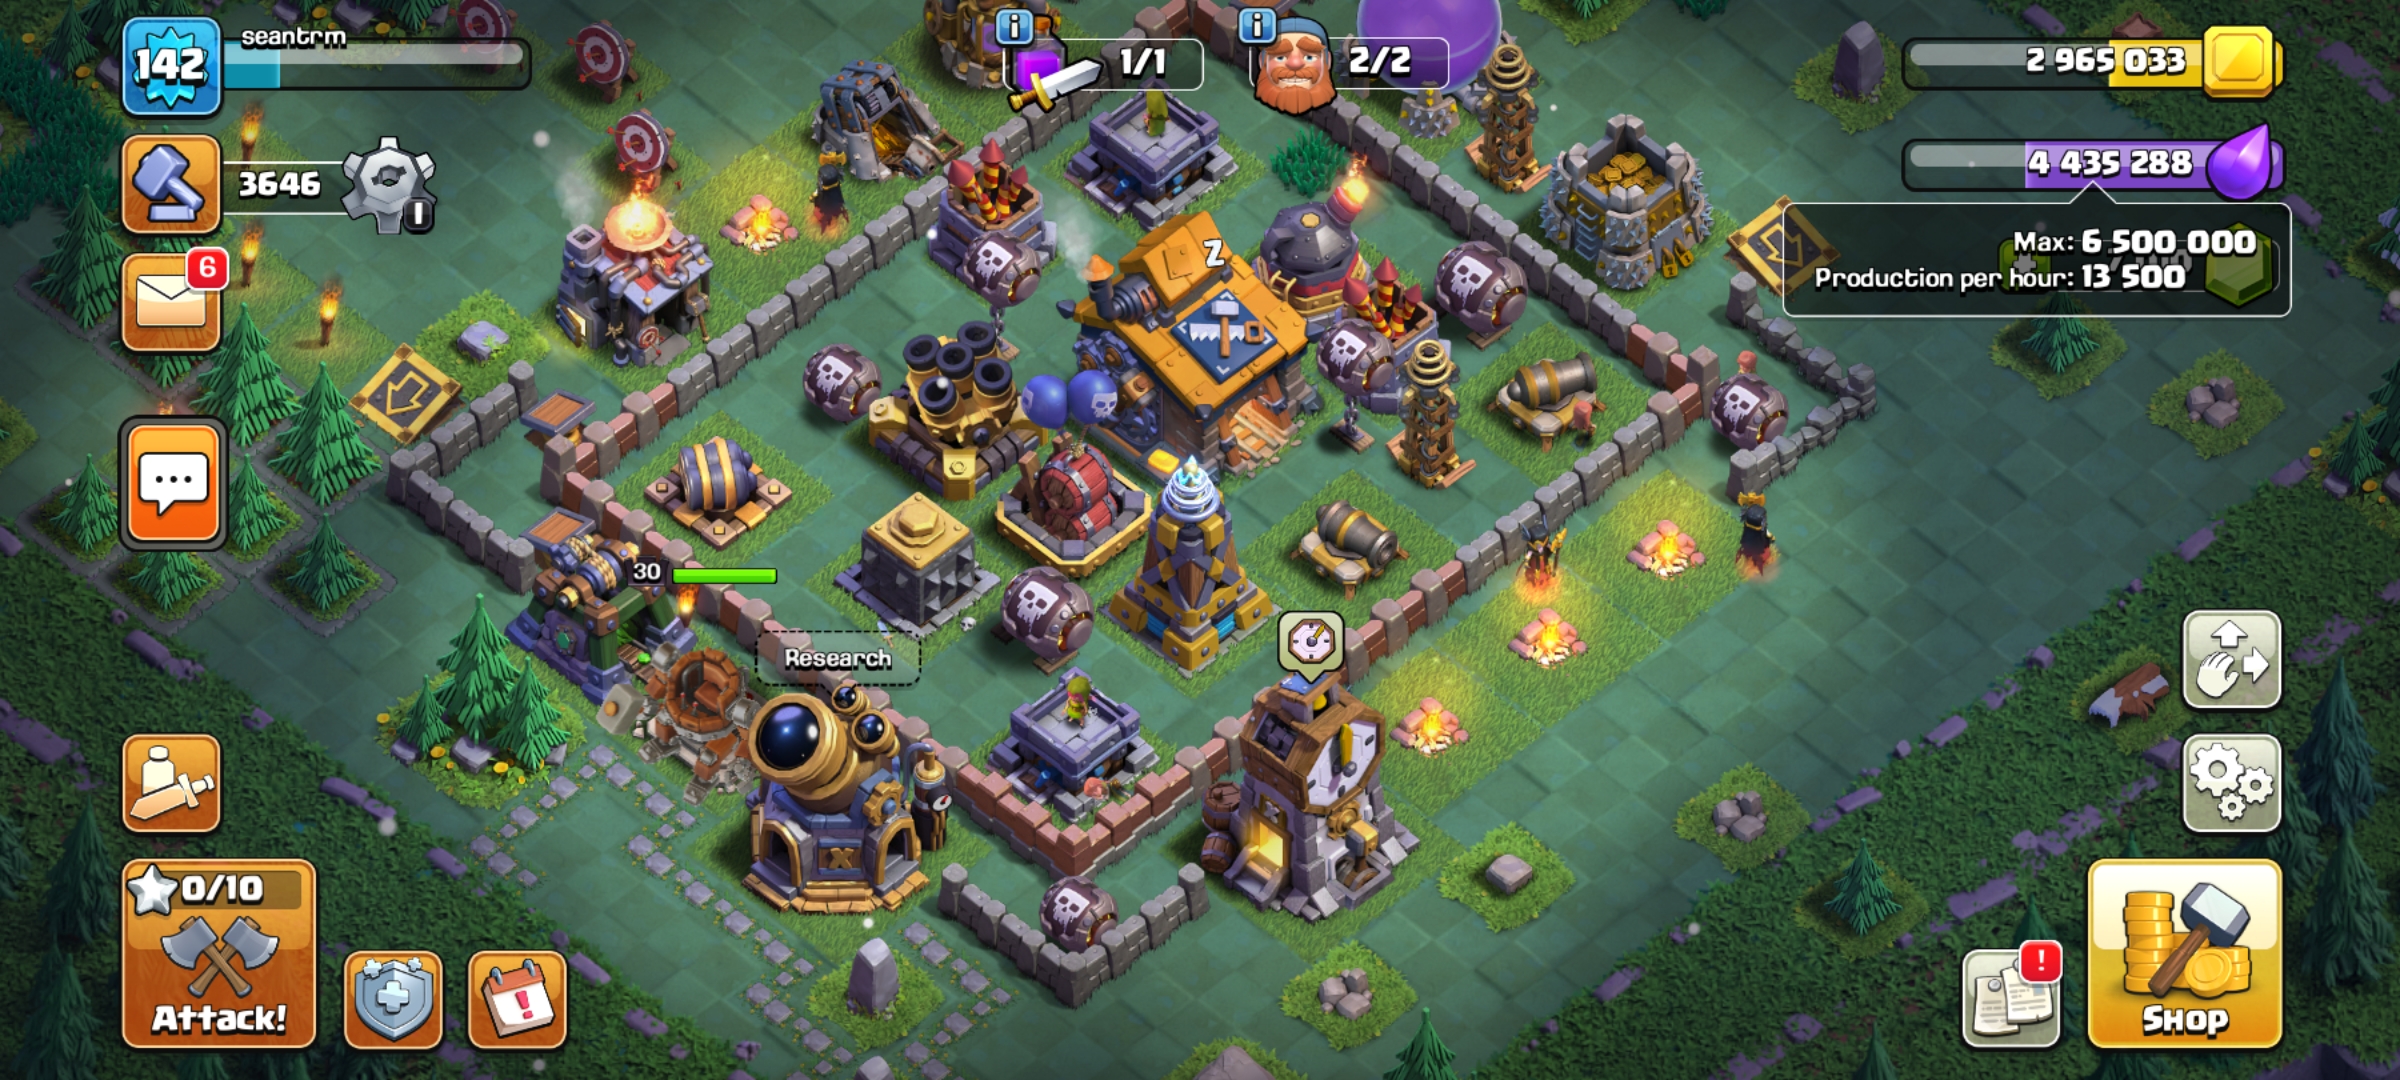 142
seantrm
1/1
2/2
2 965 033
3646
I
4 435 288
Max: 6 500 000
Production per hour: 13 500
6
Z
30
Research
0/10
Attack!
!
Shop